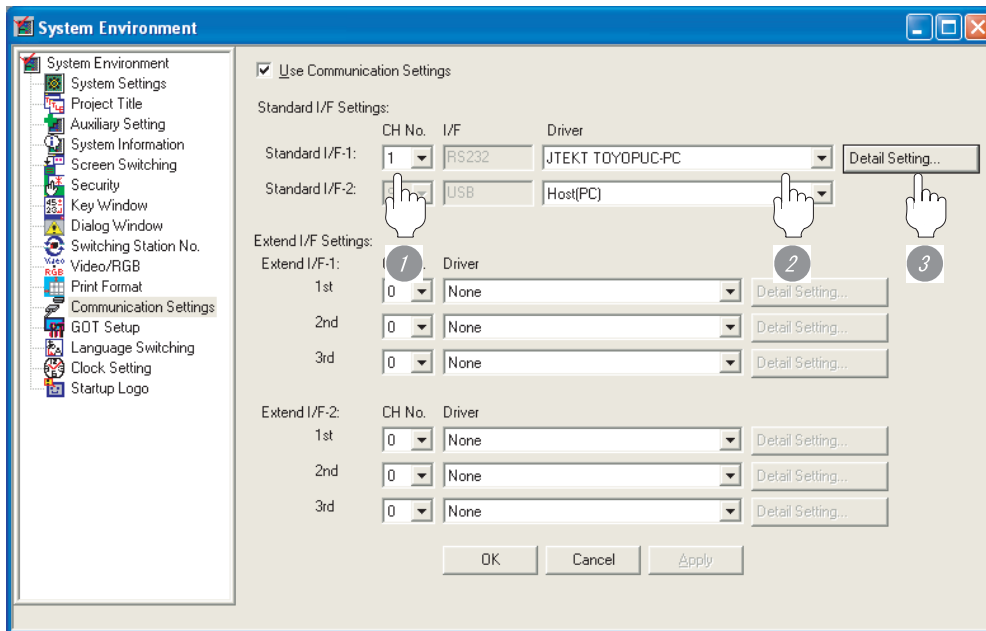 System Environment
System Environment
System Settings
Project Title
Auxiliary Setting
System Information
Screen Switching
Security
Key Window
Dialog Window
Switching Station No.
Video/RGB
Print Format
Communication Settings
GOT Setup
Language Switching
Clock Setting
Startup Logo
Use Communication Settings
Standard I/F Settings:
CH No. I/F Driver
Standard I/F-1: 1 RS232 JTEKT TOYOPUC-PC Detail Setting...
Standard I/F-2: USB Host(PC)
1 2 3
Extend I/F Settings:
Extend I/F-1: Driver
1st 0 None Detail Setting...
2nd 0 None Detail Setting...
3rd 0 None Detail Setting...
Extend I/F-2: CH No. Driver
1st 0 None Detail Setting...
2nd 0 None Detail Setting...
3rd 0 None Detail Setting...
OK Cancel Apply